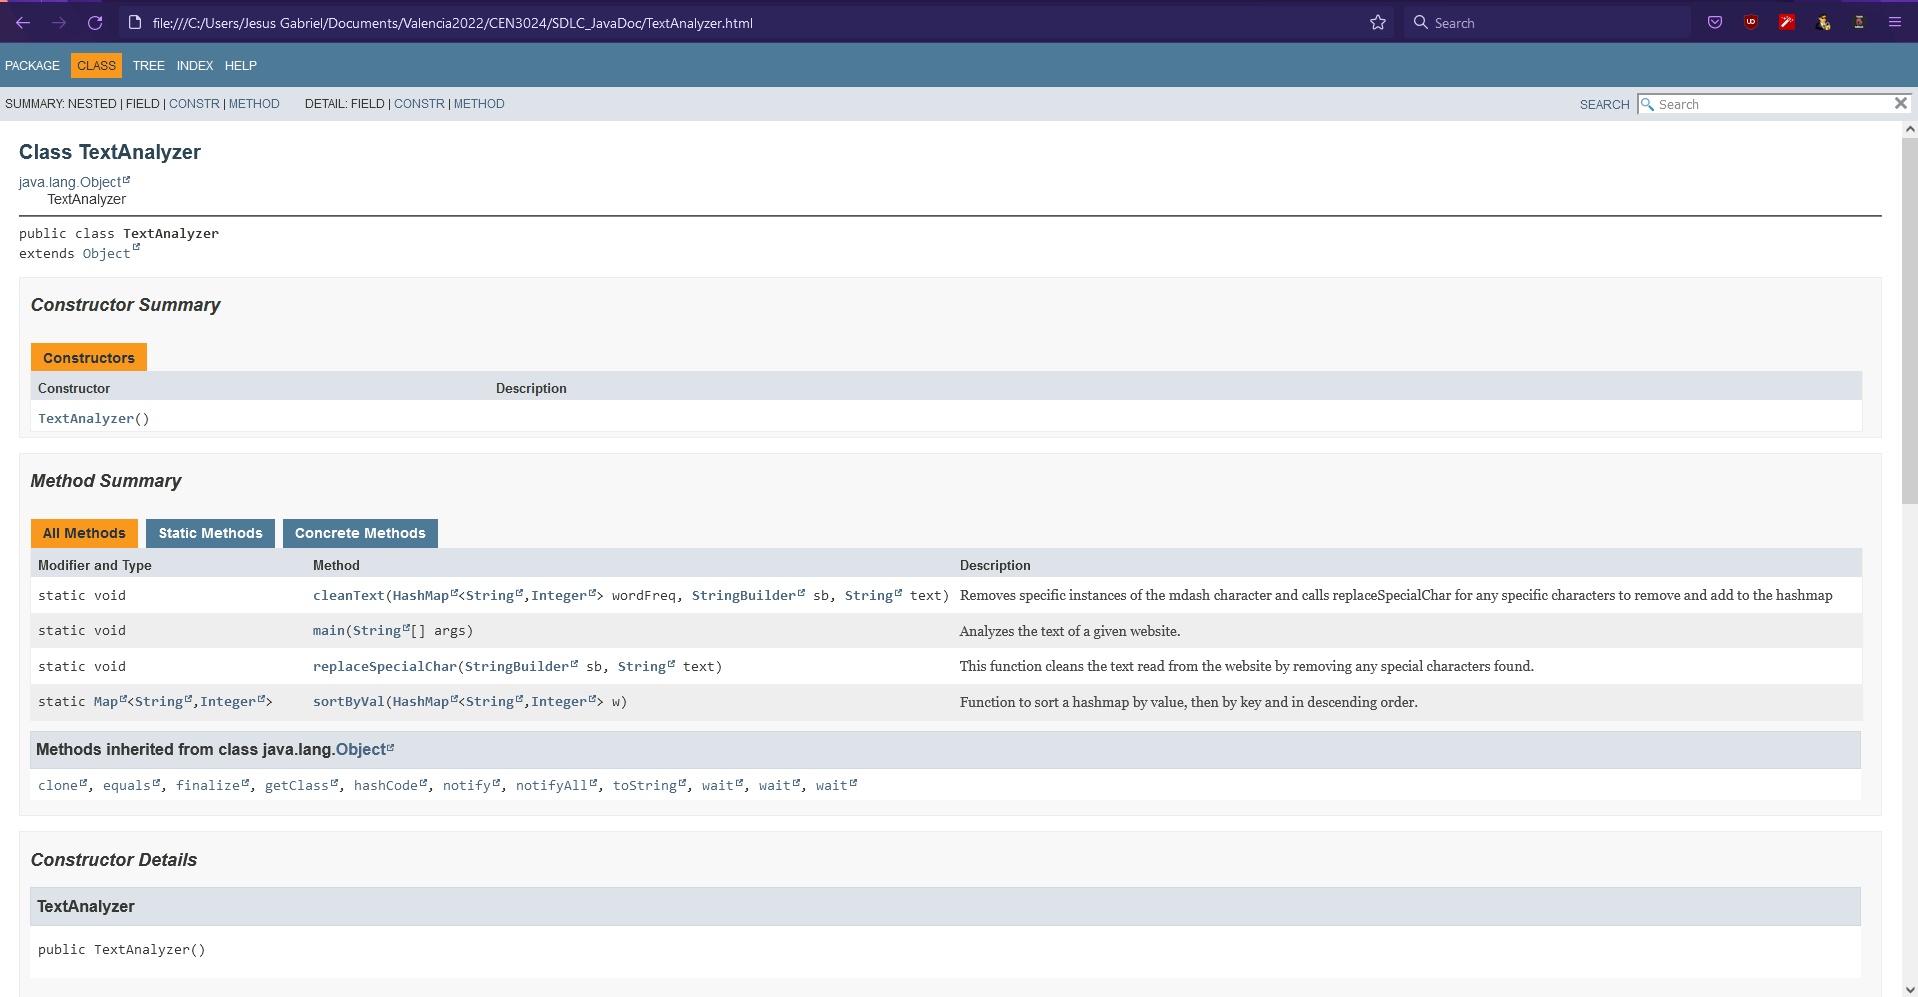 file:///C:/Users/Jesus Gabriel/Documents/Valencia2022/CEN3024/SDLC_JavaDoc/TextAnalyzer.html
Search
PACKAGE CLASS TREE INDEX HELP
SUMMARY: NESTED | FIELD | CONSTR | METHOD DETAIL: FIELD | CONSTR | METHOD
SEARCH Search
Class TextAnalyzer
java.lang.Object
TextAnalyzer
public class TextAnalyzer
extends Object
Constructor Summary
Constructors
Constructor Description
TextAnalyzer()
Method Summary
All Methods Static Methods Concrete Methods
Modifier and Type Method Description
static void cleanText(HashMap<String,Integer> wordFreq, StringBuilder sb, String text) Removes specific instances of the mdash character and calls replaceSpecialChar for any specific characters to remove and add to the hashmap
static void main(String[] args) Analyzes the text of a given website.
static void replaceSpecialChar(StringBuilder sb, String text) This function cleans the text read from the website by removing any special characters found.
static Map<String,Integer> sortByVal(HashMap<String,Integer> w) Function to sort a hashmap by value, then by key and in descending order.
Methods inherited from class java.lang.Object
clone, equals, finalize, getClass, hashCode, notify, notifyAll, toString, wait, wait, wait
Constructor Details
TextAnalyzer
public TextAnalyzer()